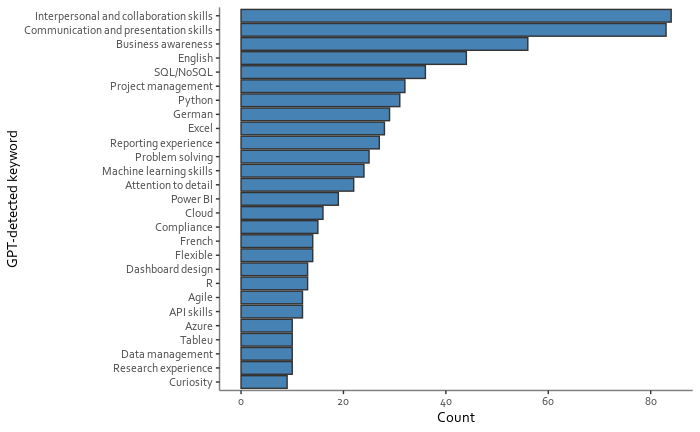 GPT-detected keyword
Interpersonal and collaboration skills
Communication and presentation skills
Business awareness
English
SQL/NoSQL
Project management
Python
German
Excel
Reporting experience
Problem solving
Machine learning skills
Attention to detail
Power BI
Cloud
Compliance
French
Flexible
Dashboard design
R
Agile
API skills
Azure
Tableu
Data management
Research experience
Curiosity
0 20 40 60 80
Count